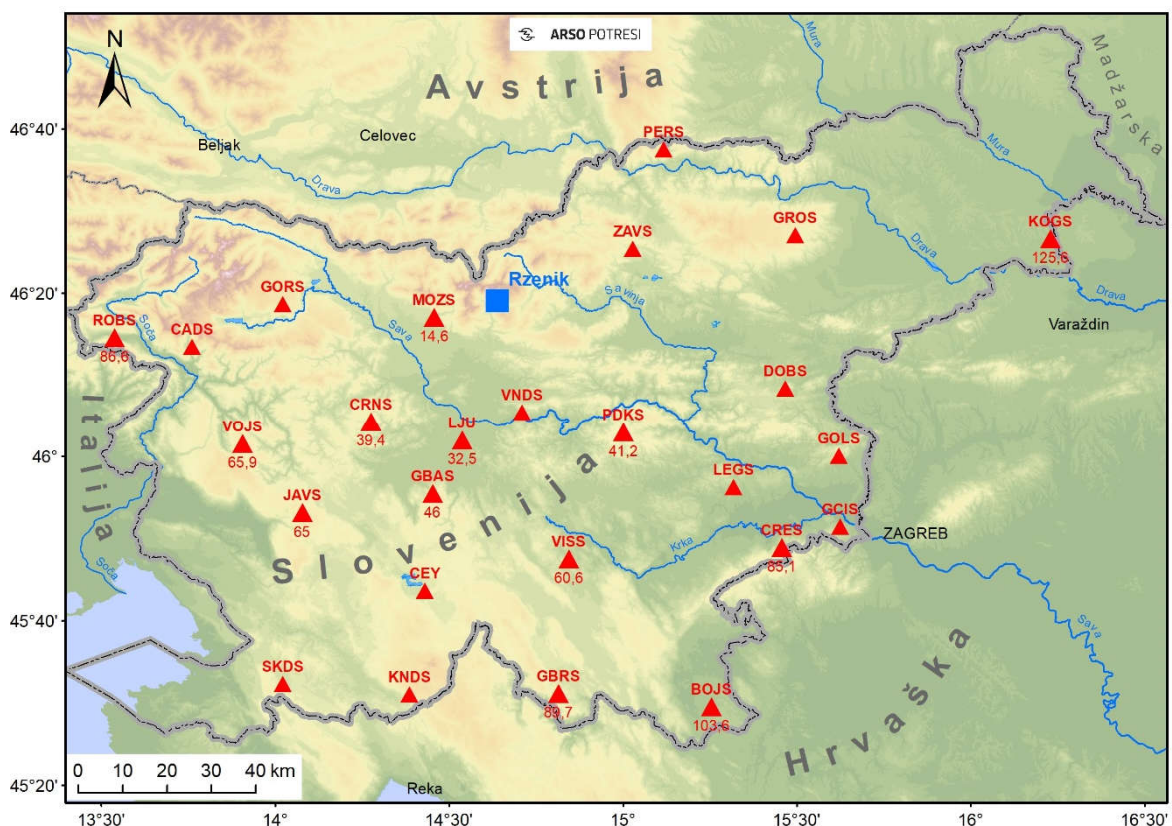 ARSO POTRESI
N
Avstrija
Madžarska
Mura
46°40'
Celovec
Beljak
PERS
Mura
Drava
Drava
GROS
KOGS
ZAVS
125,6
Drava
46°20'
Rzenik
Savinja
Drava
GORS
MOZS
14,6
ROBS
86,6
Soča
CADS
Sava
Varaždin
DOBS
VNDS
CRNS
39,4
PDKS
41,2
LJU
32,5
VOJS
65,9
GOLS
46°
Italija
LEGS
GBAS
46
JAVS
65
GCIS
Slovenija
CRES
85,1
ZAGREB
VISS
60,6
Krka
Soča
CEY
45°40'
Sava
Hrvaška
SKDS
KNDS
GBRS
89,7
BOJS
103,6
0 10 20 30 40 km
45°20'
Reka
13°30'
14°
14°30'
15°
15°30'
16°
16°30'